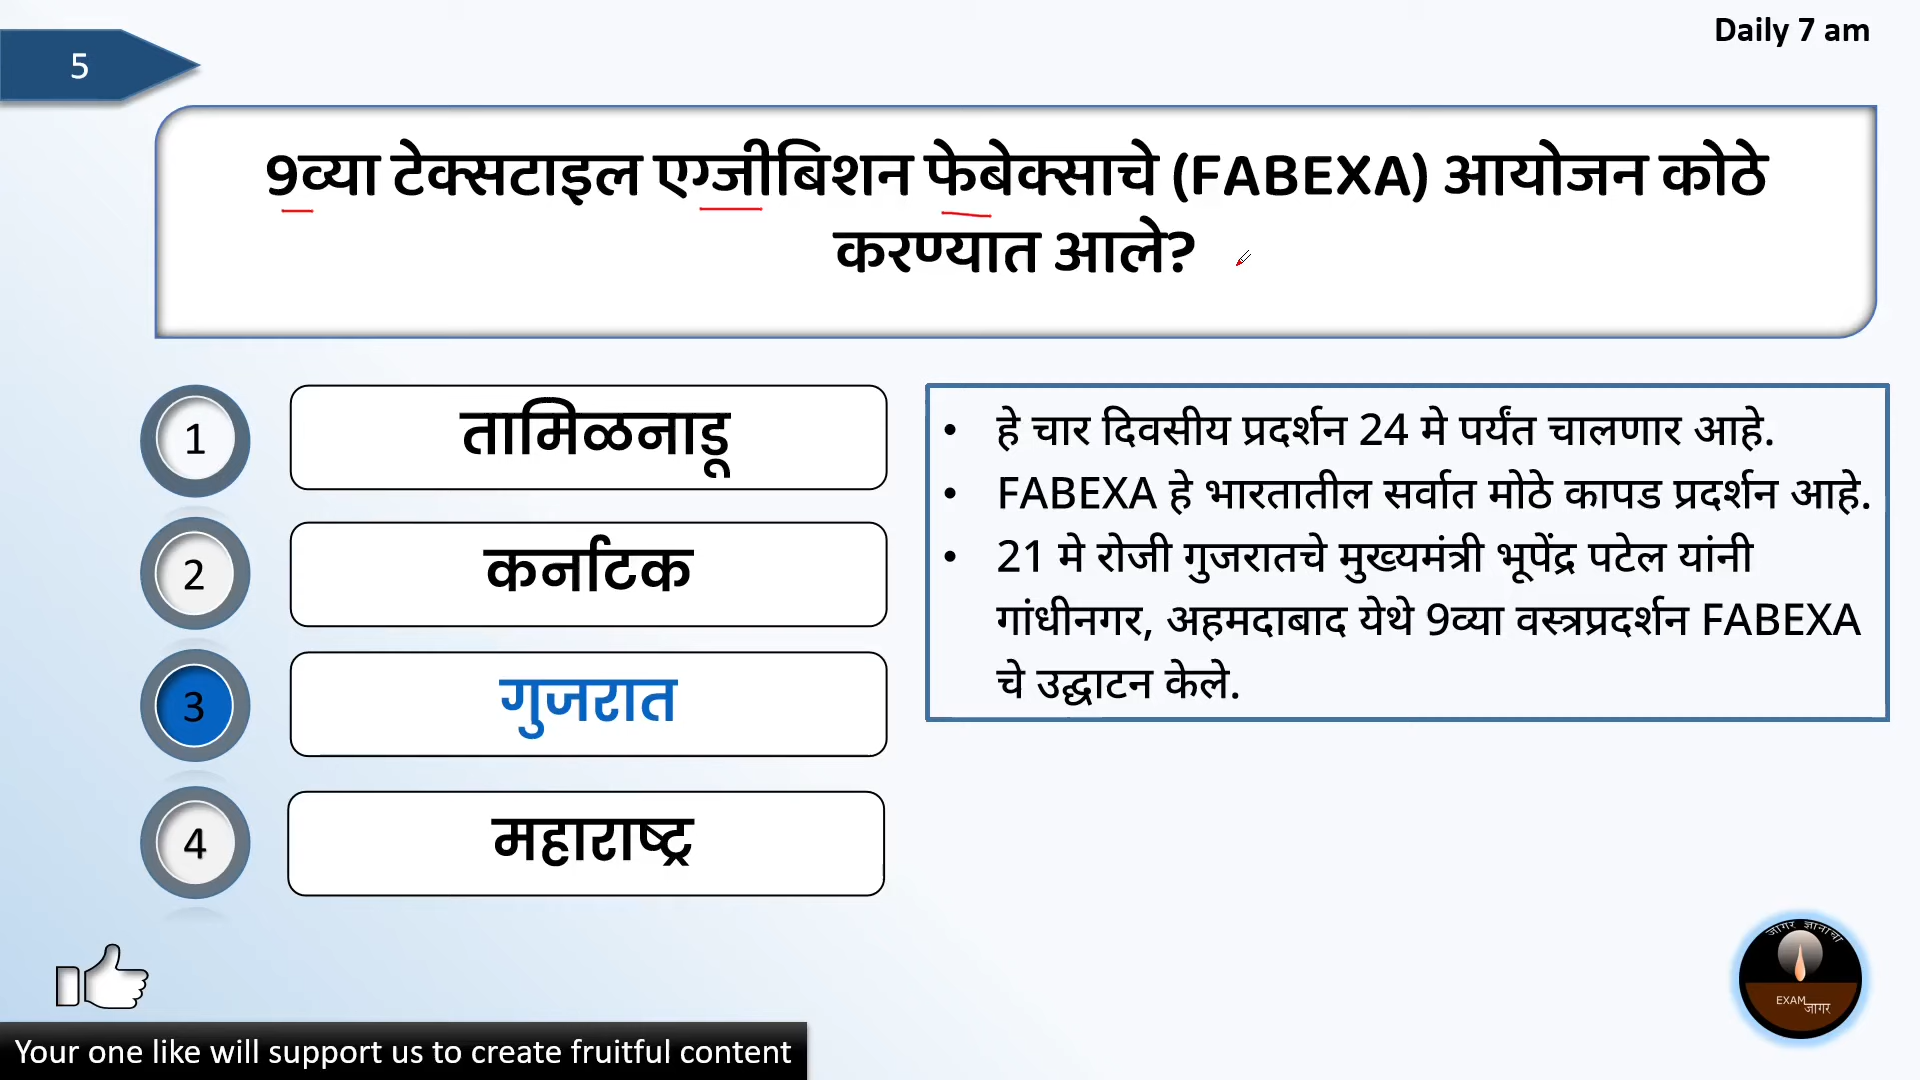 Daily 7 am
5
9व्या टेक्सटाइल एग्जीबिशन फेबेक्साचे (FABEXA) आयोजन कोठे
करण्यात आले?
1
तामिळनाडू
2
कर्नाटक
3
गुजरात
4
महाराष्ट्र
• हे चार दिवसीय प्रदर्शन 24 मे पर्यंत चालणार आहे.
• FABEXA हे भारतातील सर्वात मोठे कापड प्रदर्शन आहे.
• 21 मे रोजी गुजरातचे मुख्यमंत्री भूपेंद्र पटेल यांनी
गांधीनगर, अहमदाबाद येथे 9व्या वस्त्रप्रदर्शन FABEXA
चे उद्घाटन केले.
जागर ज्ञानाचा
EXAM
जागर
Your one like will support us to create fruitful content